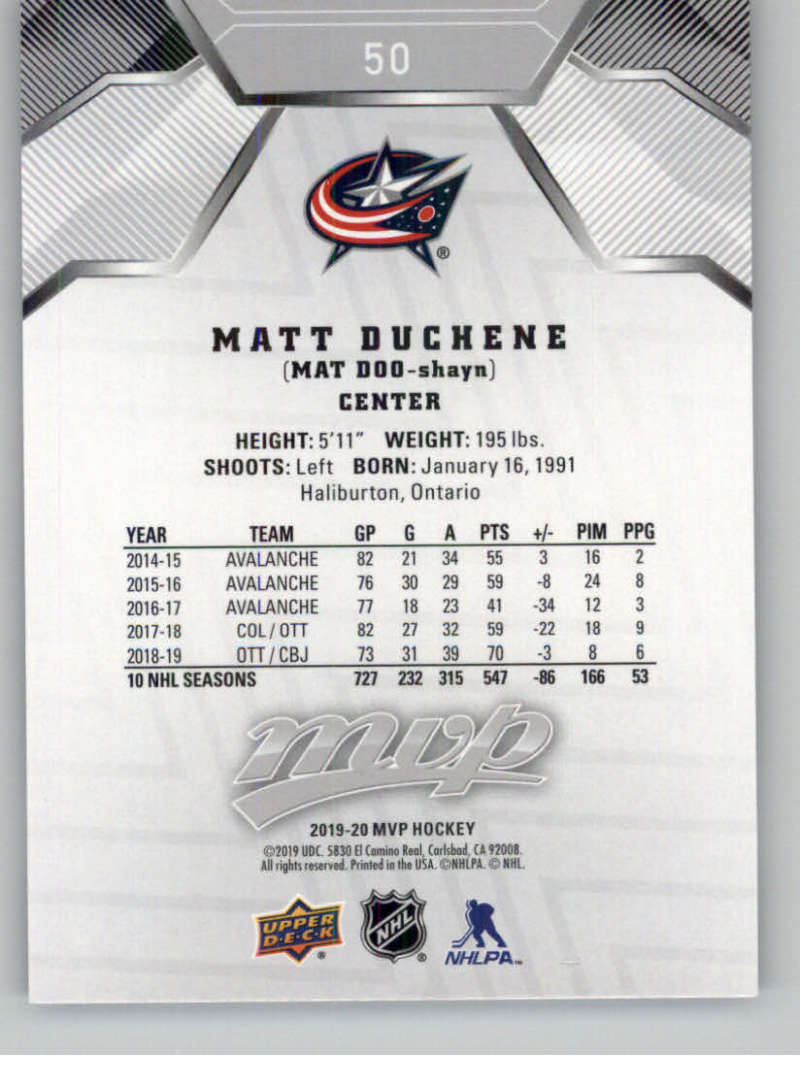 50
®
MATT DUCHENE
(MAT DOO-shayn)
CENTER
HEIGHT: 5'11" WEIGHT: 195 lbs.
SHOOTS: Left BORN: January 16, 1991
Haliburton, Ontario
YEAR TEAM GP G A PTS +/- PIM PPG
2014-15 AVALANCHE 82 21 34 55 3 16 2
2015-16 AVALANCHE 76 30 29 59 -8 24 8
2016-17 AVALANCHE 77 18 23 41 -34 12 3
2017-18 COL / OTT 82 27 32 59 -22 18 9
2018-19 OTT / CBJ 73 31 39 70 -3 8 6
10 NHL SEASONS 727 232 315 547 -86 166 53
mvp
2019-20 MVP HOCKEY
©2019 UDC. 5830 El Camino Real, Carlsbad, CA 92008.
All rights reserved. Printed in the USA. ©NHLPA. © NHL.
UPPER
D·E·C·K ®
NHL ®
NHLPA™